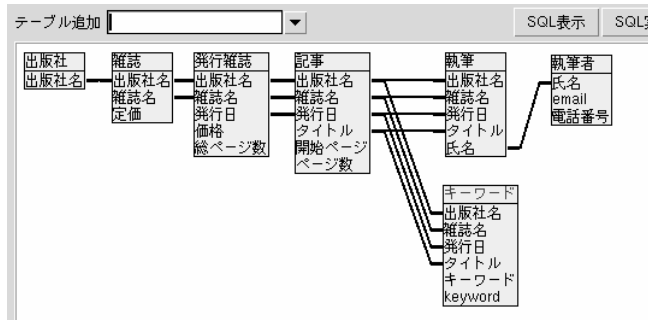 テーブル追加
SQL表示
SQL
出版社
出版社名
雑誌
出版社名
雑誌名
定価
発行雑誌
出版社名
雑誌名
発行日
価格
総ページ数
記事
出版社名
雑誌名
発行日
タイトル
開始ページ
ページ数
執筆
出版社名
雑誌名
発行日
タイトル
氏名
執筆者
氏名
email
電話番号
キーワード
出版社名
雑誌名
発行日
タイトル
キーワード
keyword